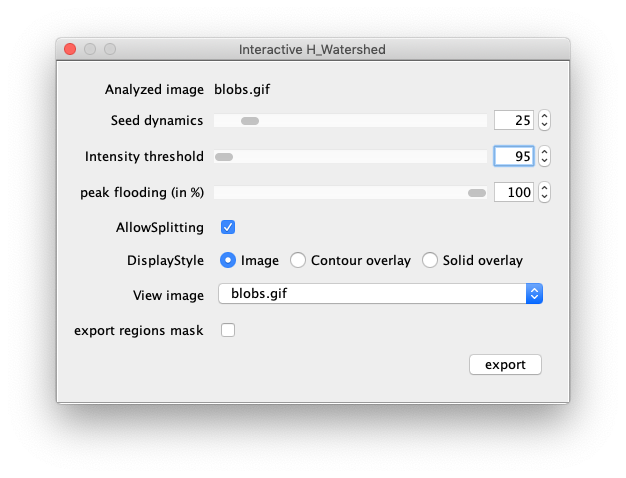 Interactive H_Watershed
Analyzed image blobs.gif
Seed dynamics 25
Intensity threshold 95
peak flooding (in %) 100
AllowSplitting
DisplayStyle Image Contour overlay Solid overlay
View image blobs.gif
export regions mask
export